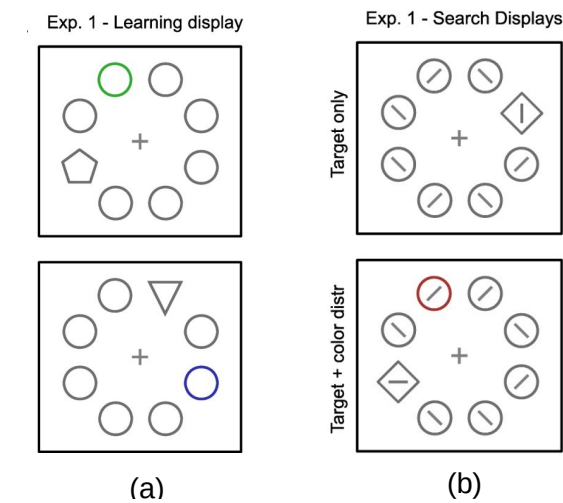 Exp. 1 - Learning display
Exp. 1 - Search Displays
Target only
Target + color distr
(a)
(b)